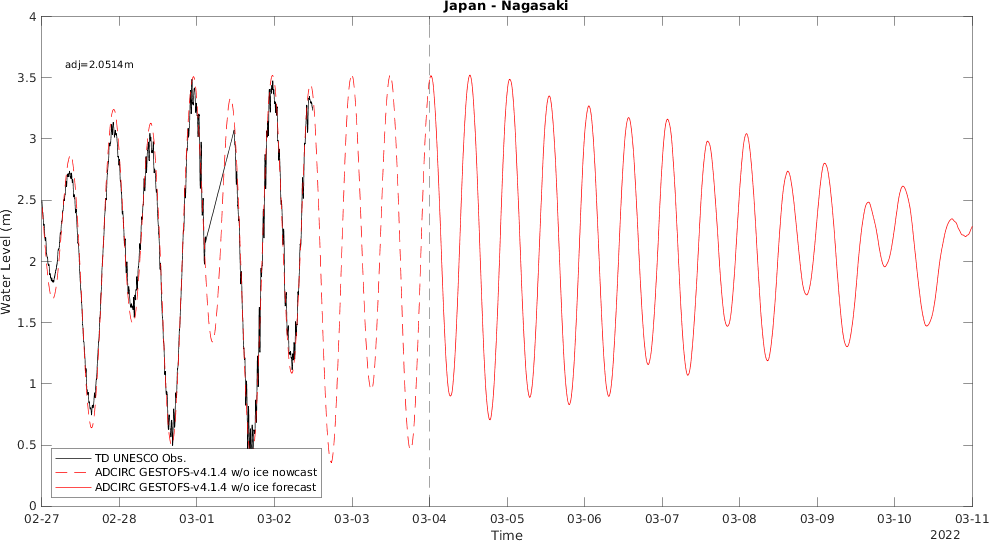 Japan - Nagasaki
4
adj=2.0514m
3.5
3
2.5
2
1.5
1
0.5
0
Water Level (m)
TD UNESCO Obs.
ADCIRC GESTOFS-v4.1.4 w/o ice nowcast
ADCIRC GESTOFS-v4.1.4 w/o ice forecast
02-27 02-28 03-01 03-02 03-03 03-04 03-05 03-06 03-07 03-08 03-09 03-10 03-11
Time
2022